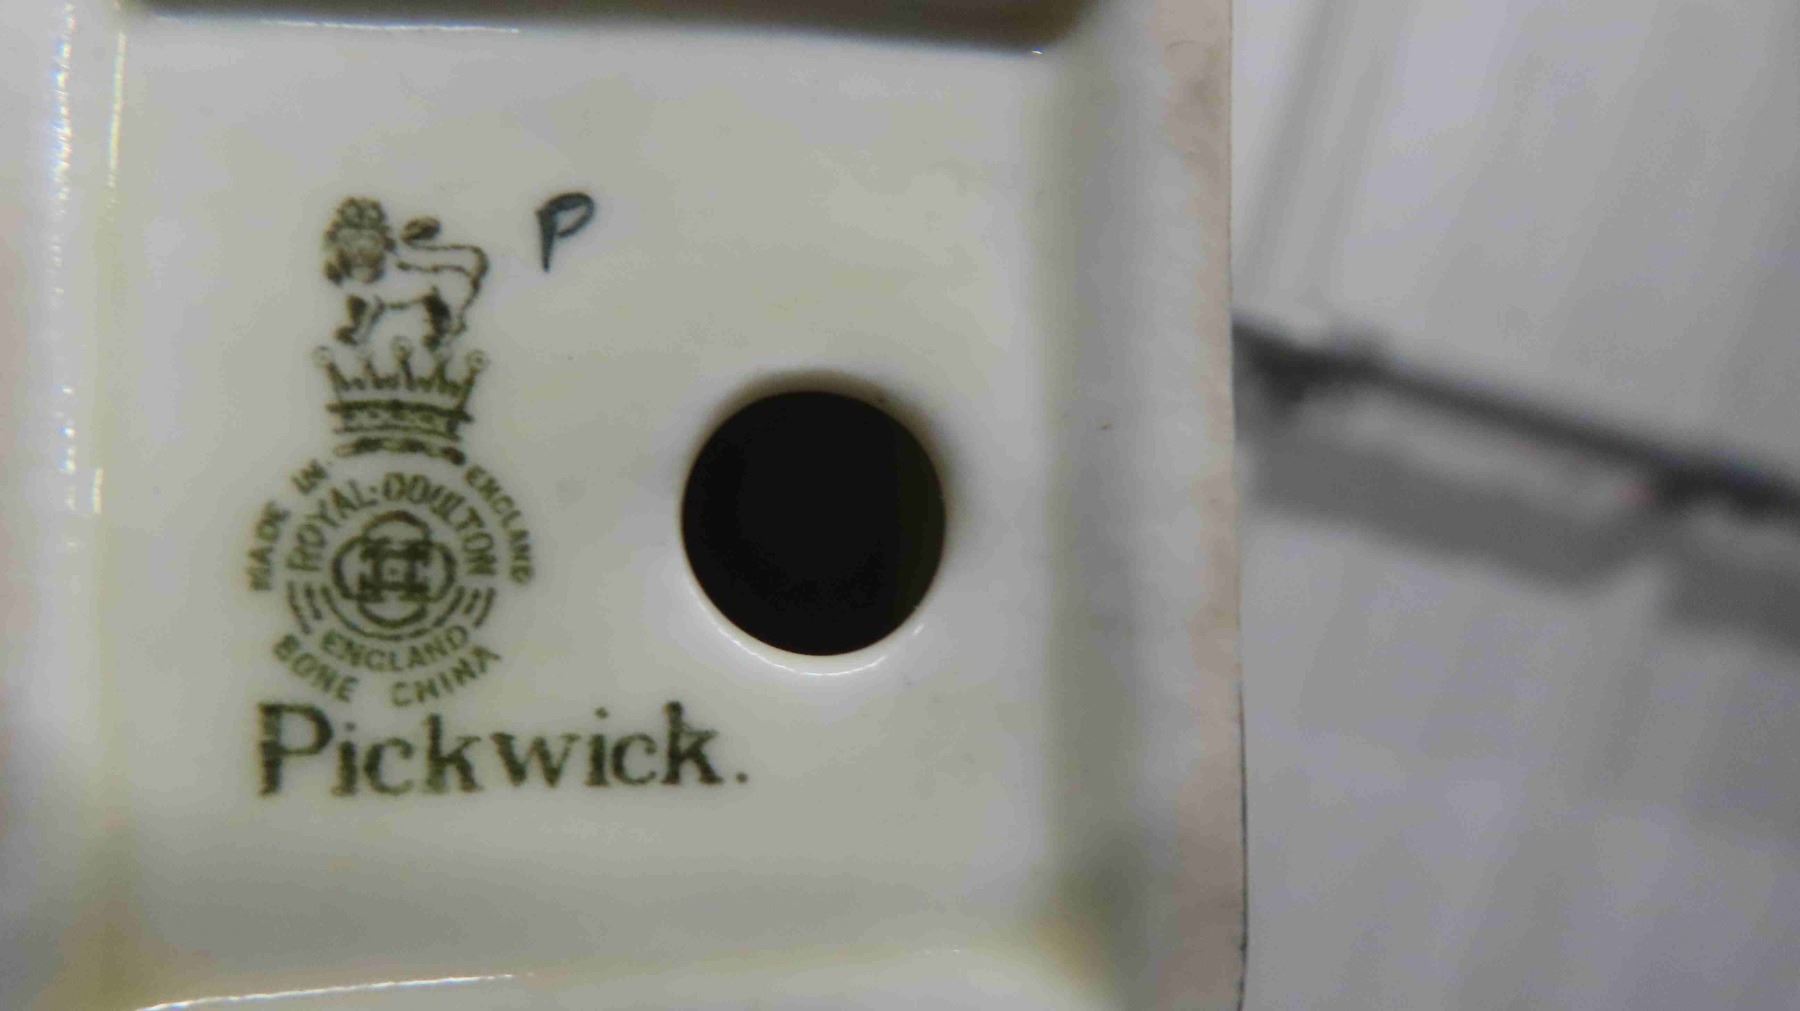 P
MADE IN ENGLAND
ROYAL·DOULTON
ENGLAND
BONE CHINA
Pickwick.